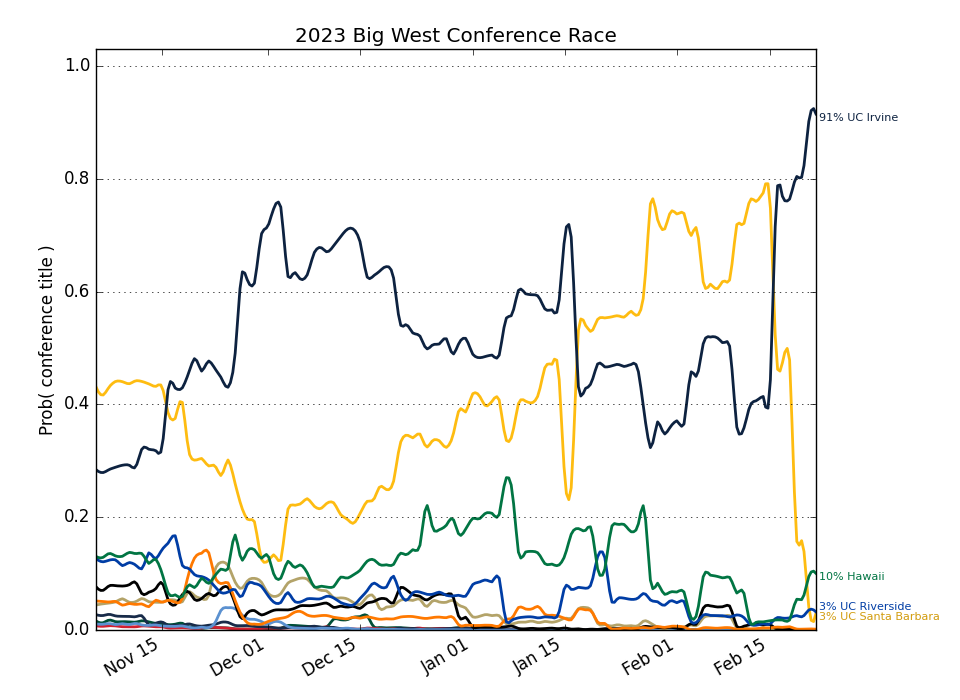 2023 Big West Conference Race
1.0
0.8
0.6
0.4
0.2
0.0
Prob( conference title )
91% UC Irvine
10% Hawaii
3% UC Riverside
3% UC Santa Barbara
Nov 15
Dec 01
Dec 15
Jan 01
Jan 15
Feb 01
Feb 15